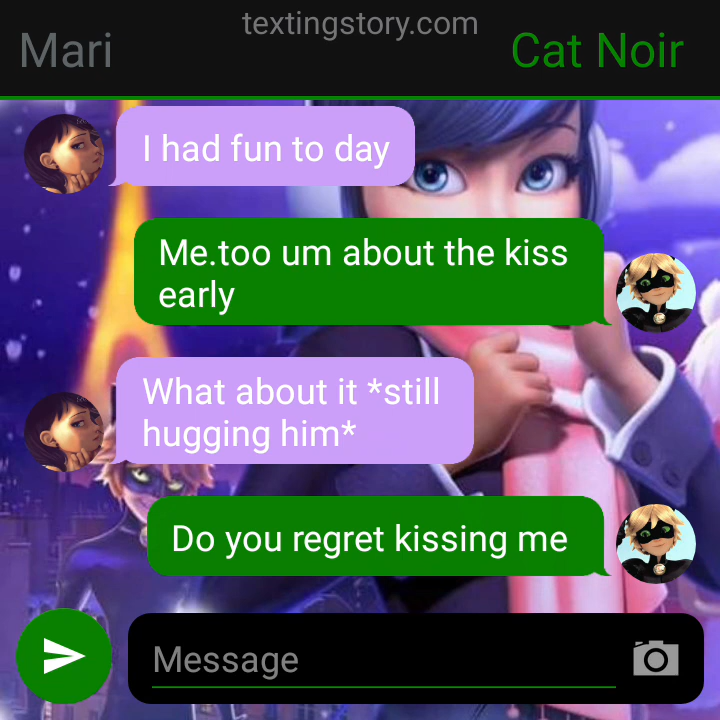 textingstory.com
Mari
Cat Noir
I had fun to day
Me.too um about the kiss
early
What about it *still
hugging him*
Do you regret kissing me
Message